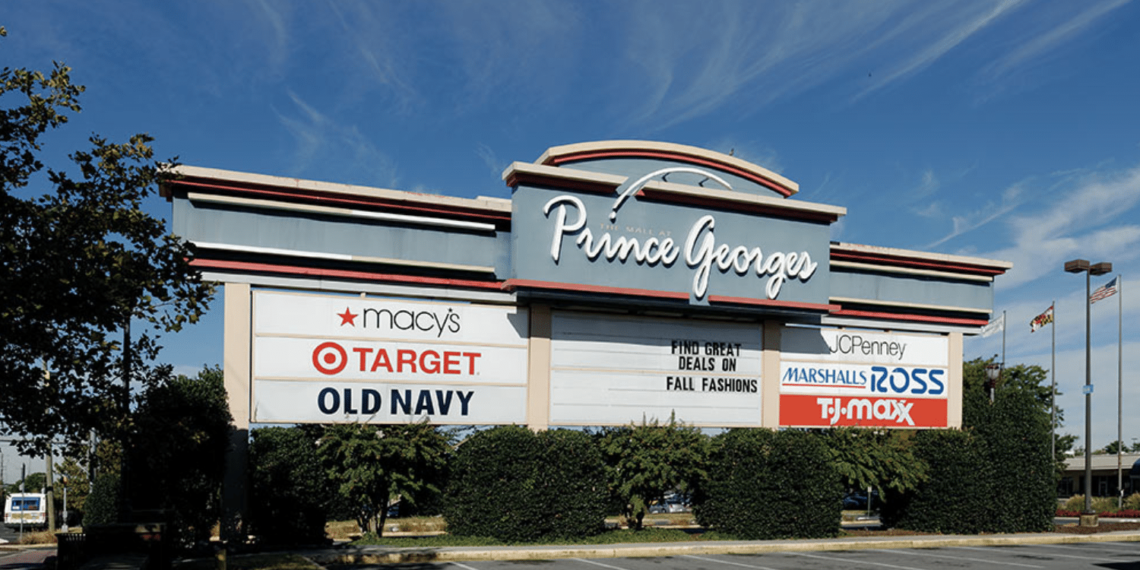 THE MALL AT
Prince Georges
macy's
TARGET
OLD NAVY
FIND GREAT
DEALS ON
FALL FASHIONS
JCPenney
MARSHALLS ROSS
T·J·maxx